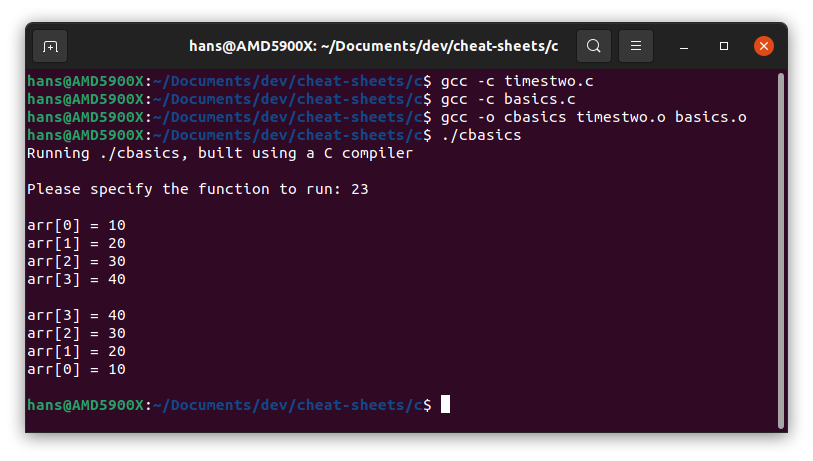 hans@AMD5900X: ~/Documents/dev/cheat-sheets/c
hans@AMD5900X:~/Documents/dev/cheat-sheets/c$ gcc -c timestwo.c
hans@AMD5900X:~/Documents/dev/cheat-sheets/c$ gcc -c basics.c
hans@AMD5900X:~/Documents/dev/cheat-sheets/c$ gcc -o cbasics timestwo.o basics.o
hans@AMD5900X:~/Documents/dev/cheat-sheets/c$ ./cbasics
Running ./cbasics, built using a C compiler
Please specify the function to run: 23
arr[0] = 10
arr[1] = 20
arr[2] = 30
arr[3] = 40
arr[3] = 40
arr[2] = 30
arr[1] = 20
arr[0] = 10
hans@AMD5900X:~/Documents/dev/cheat-sheets/c$